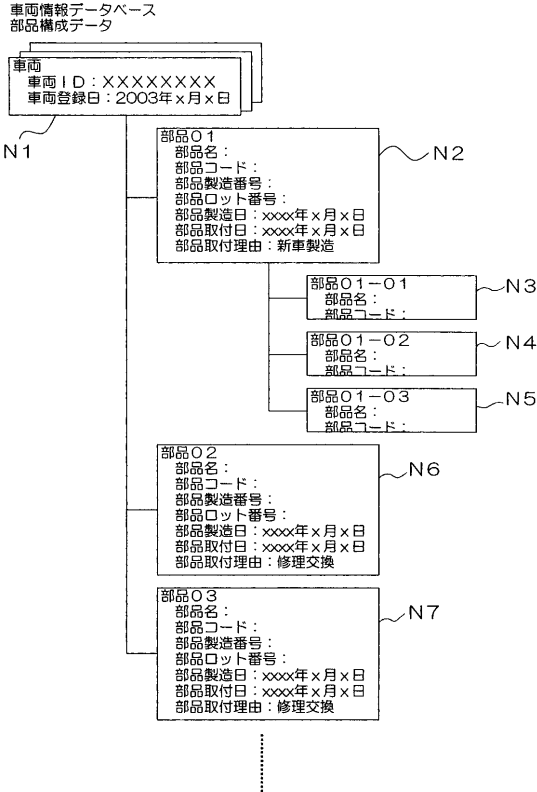 車両情報データベース
部品構成データ
車両
車両ID：XXXXXXXX
車両登録日：2003年x月x日
N1
部品01
部品名：
部品コード：
部品製造番号：
部品ロット番号：
部品製造日：xxxx年x月x日
部品取付日：xxxx年x月x日
部品取付理由：新車製造
N2
部品01－01
部品名：
部品コード：
N3
部品01－02
部品名：
部品コード：
N4
部品01－03
部品名：
部品コード：
N5
部品02
部品名：
部品コード：
部品製造番号：
部品ロット番号：
部品製造日：xxxx年x月x日
部品取付日：xxxx年x月x日
部品取付理由：修理交換
N6
部品03
部品名：
部品コード：
部品製造番号：
部品ロット番号：
部品製造日：xxxx年x月x日
部品取付日：xxxx年x月x日
部品取付理由：修理交換
N7